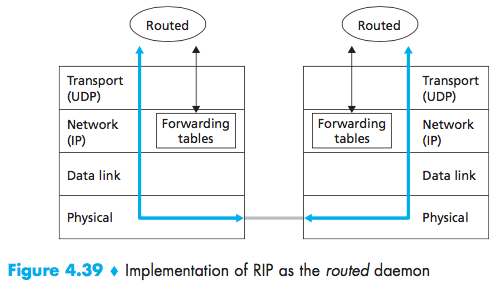 Routed
Routed
Transport
(UDP)
Network
(IP)
Forwarding
tables
Data link
Physical
Forwarding
tables
Transport
(UDP)
Network
(IP)
Data link
Physical
Figure 4.39 ♦ Implementation of RIP as the routed daemon